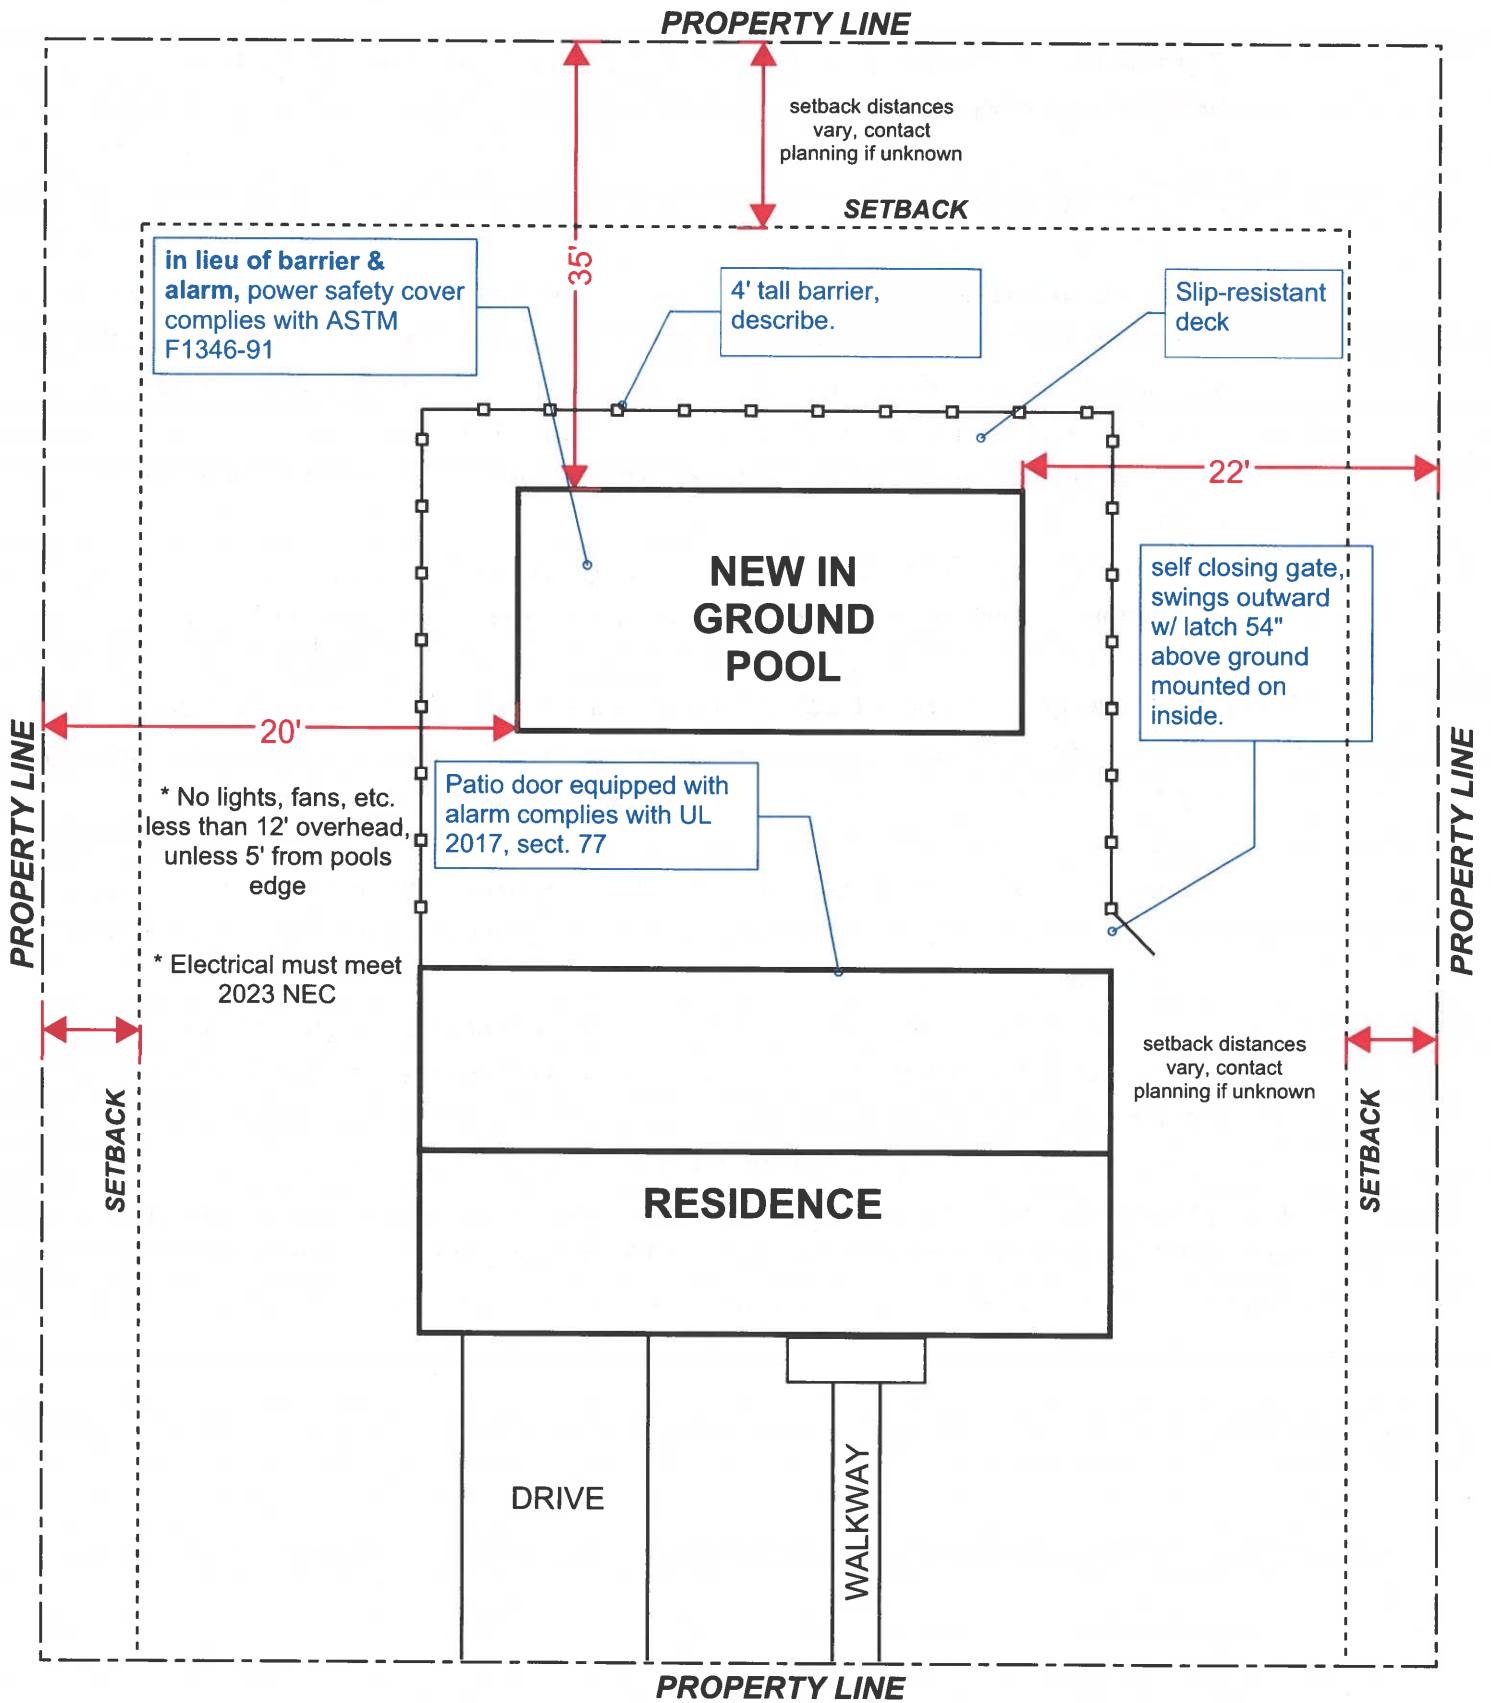 PROPERTY LINE
setback distances
vary, contact
planning if unknown
SETBACK
in lieu of barrier &
alarm, power safety cover
complies with ASTM
F1346-91
35'
4' tall barrier,
describe.
Slip-resistant
deck
22'
NEW IN
GROUND
POOL
self closing gate,
swings outward
w/ latch 54"
above ground
mounted on
inside.
20'
PROPERTY LINE
PROPERTY LINE
* No lights, fans, etc.
less than 12' overhead,
unless 5' from pools
edge
Patio door equipped with
alarm complies with UL
2017, sect. 77
* Electrical must meet
2023 NEC
setback distances
vary, contact
planning if unknown
SETBACK
SETBACK
RESIDENCE
DRIVE
WALKWAY
PROPERTY LINE